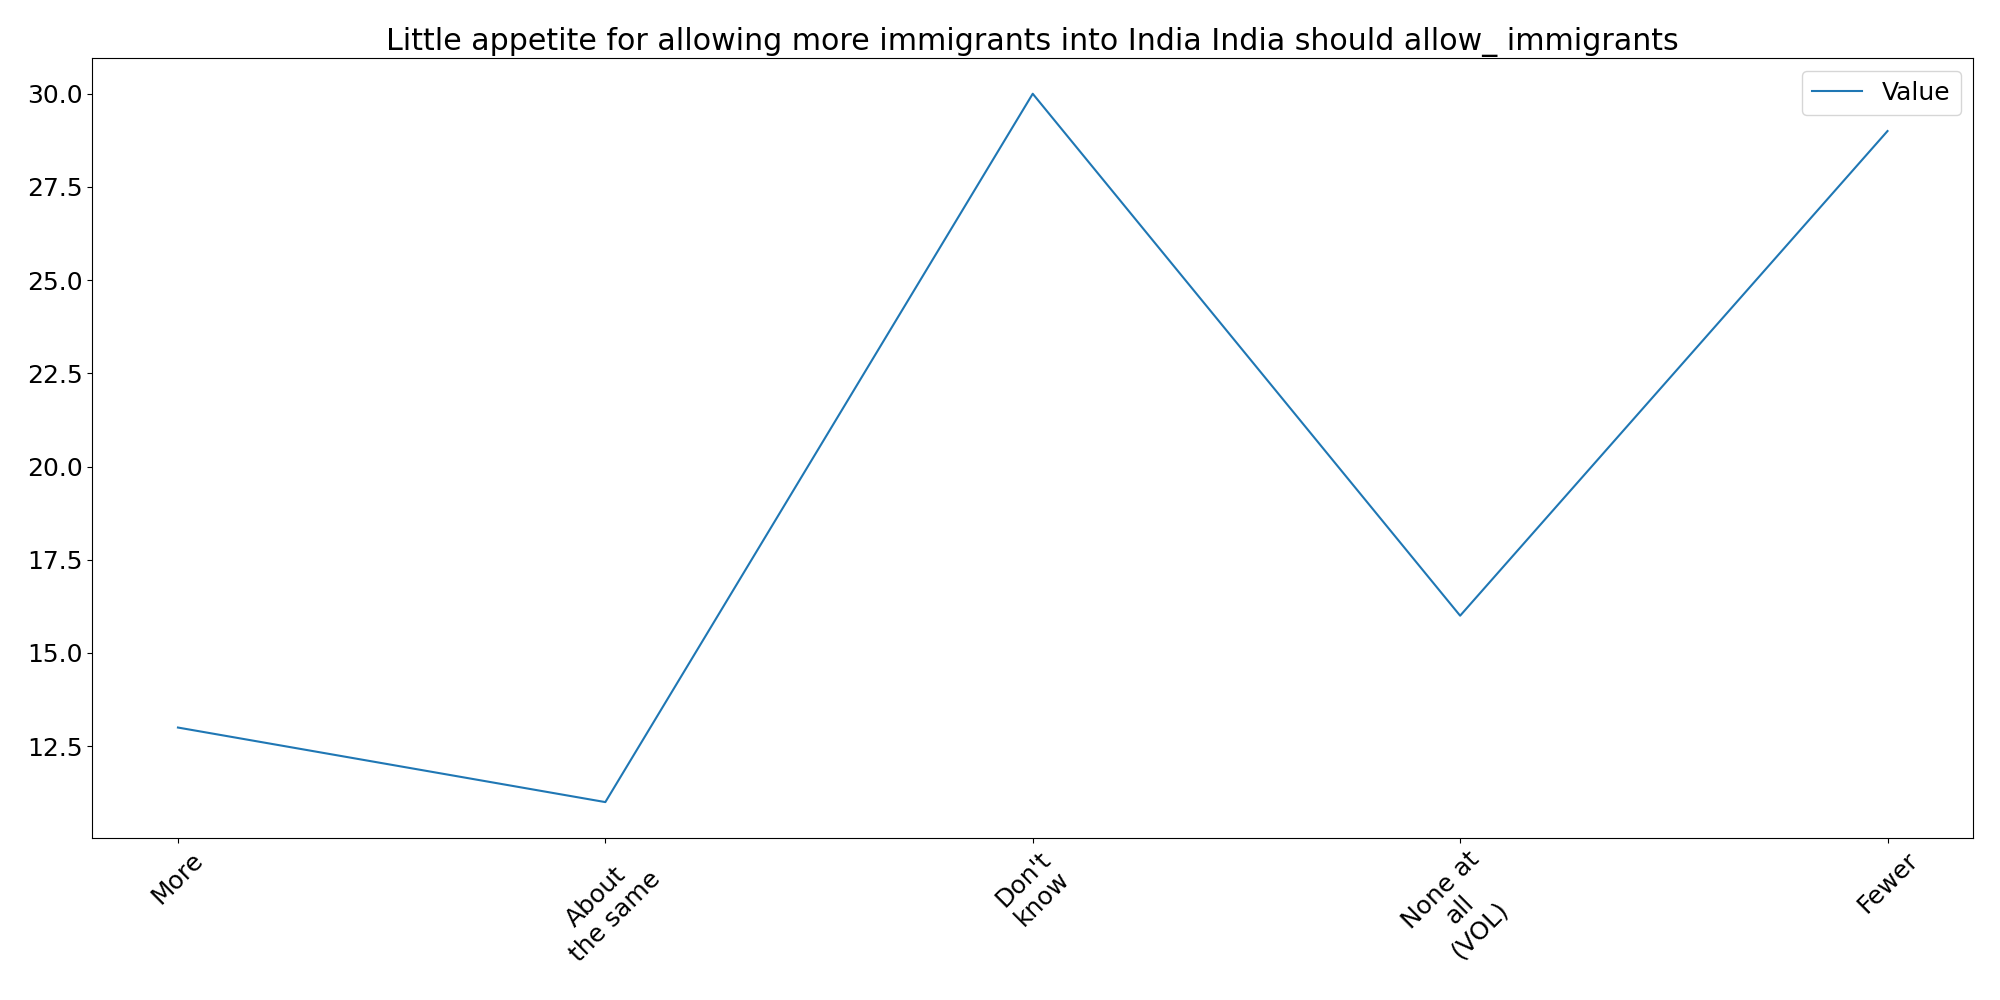 Little appetite for allowing more immigrants into India India should allow_ immigrants
Value
30.0
27.5
25.0
22.5
20.0
17.5
15.0
12.5
More
About
the same
Don't
know
None at
all
(VOL)
Fewer